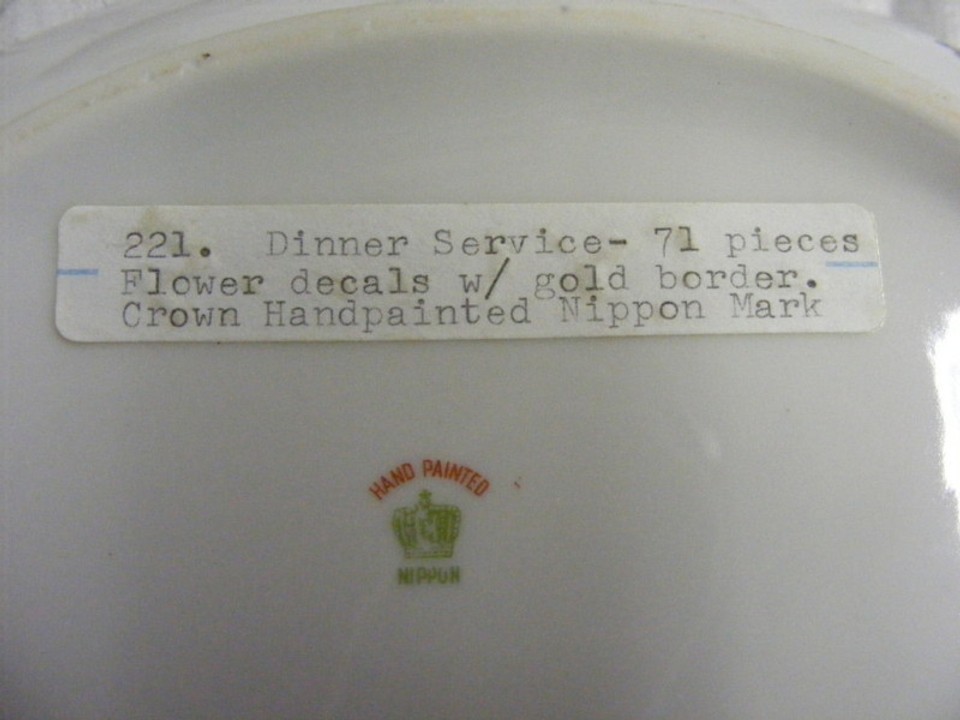 221. Dinner Service- 71 pieces
Flower decals w/ gold border.
Crown Handpainted Nippon Mark
HAND PAINTED
NIPPON